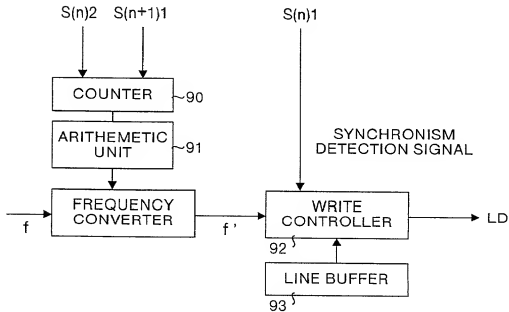 S(n)2 S(n+1)1 S(n)1
COUNTER 90
ARITHEMETIC
UNIT 91
SYNCHRONISM
DETECTION SIGNAL
FREQUENCY
CONVERTER
WRITE
CONTROLLER
f f' LD
92
LINE BUFFER
93